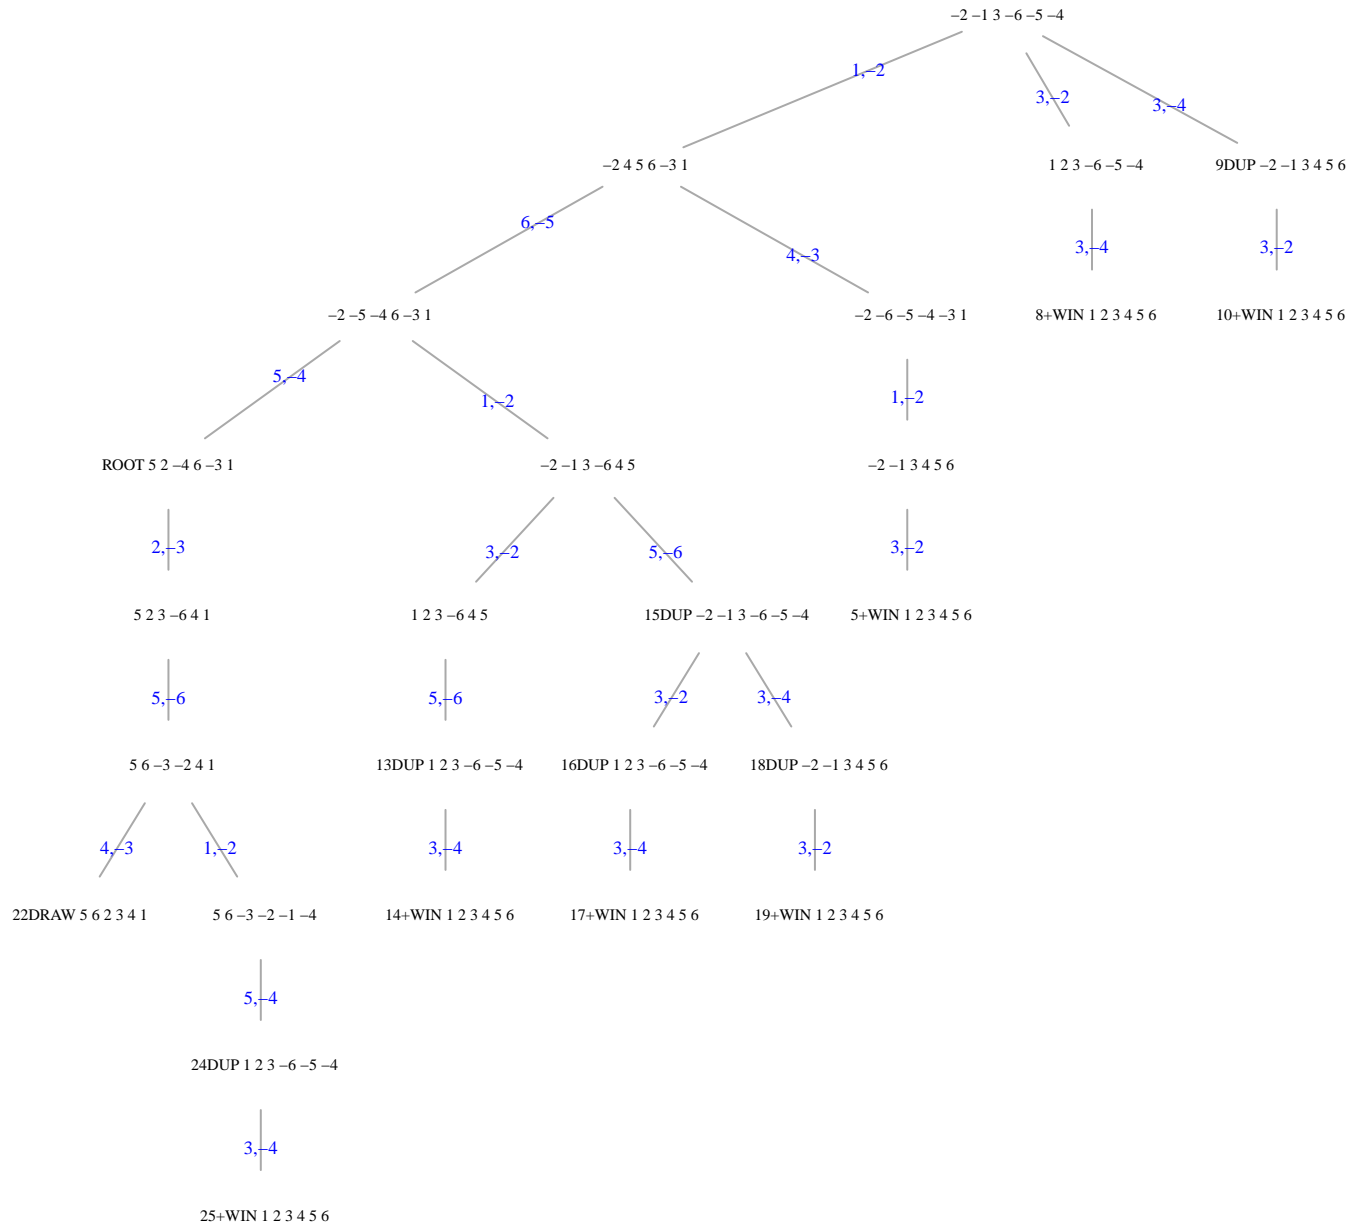 −2 −1 3 −6 −5 −4
1,−2
3,−2
3,−4
−2 4 5 6 −3 1
1 2 3 −6 −5 −4
9DUP −2 −1 3 4 5 6
6,−5
4,−3
3,−4
3,−2
−2 −5 −4 6 −3 1
−2 −6 −5 −4 −3 1
8+WIN 1 2 3 4 5 6
10+WIN 1 2 3 4 5 6
5,−4
1,−2
1,−2
ROOT 5 2 −4 6 −3 1
−2 −1 3 −6 4 5
−2 −1 3 4 5 6
2,−3
3,−2
5,−6
3,−2
5 2 3 −6 4 1
1 2 3 −6 4 5
15DUP −2 −1 3 −6 −5 −4
5+WIN 1 2 3 4 5 6
5,−6
5,−6
3,−2
3,−4
5 6 −3 −2 4 1
13DUP 1 2 3 −6 −5 −4
16DUP 1 2 3 −6 −5 −4
18DUP −2 −1 3 4 5 6
4,−3
1,−2
3,−4
3,−4
3,−2
22DRAW 5 6 2 3 4 1
5 6 −3 −2 −1 −4
14+WIN 1 2 3 4 5 6
17+WIN 1 2 3 4 5 6
19+WIN 1 2 3 4 5 6
5,−4
24DUP 1 2 3 −6 −5 −4
3,−4
25+WIN 1 2 3 4 5 6